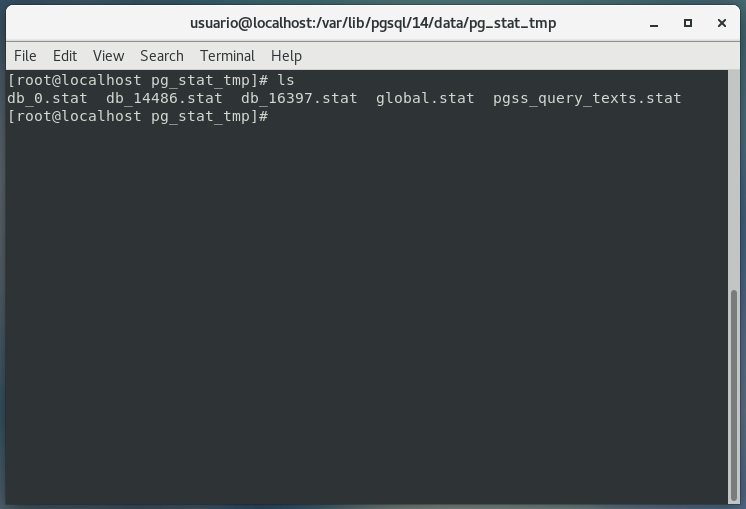 usuario@localhost:/var/lib/pgsql/14/data/pg_stat_tmp
File Edit View Search Terminal Help
[root@localhost pg_stat_tmp]# ls
db_0.stat db_14486.stat db_16397.stat global.stat pgss_query_texts.stat
[root@localhost pg_stat_tmp]#